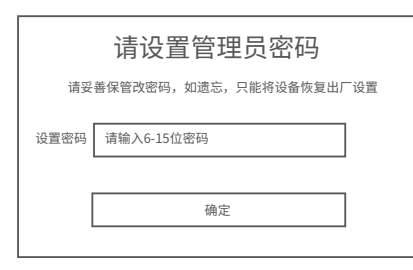 请设置管理员密码
请妥善保管改密码，如遗忘，只能将设备恢复出厂设置
设置密码 请输入6-15位密码
确定